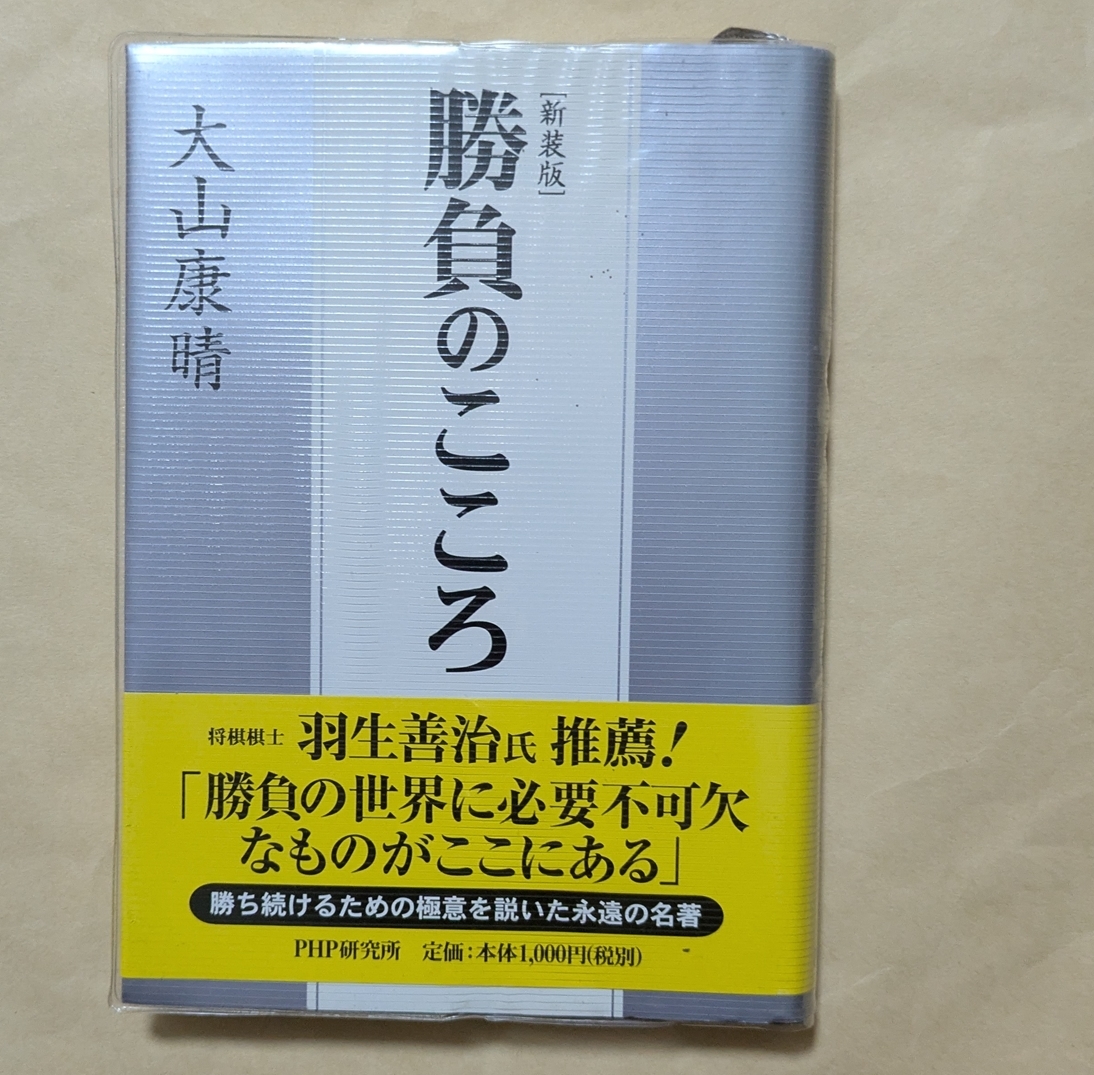 [新装版]
勝負のこころ
大山康晴
将棋棋士 羽生善治氏 推薦!
「勝負の世界に必要不可欠
なものがここにある」
勝ち続けるための極意を説いた永遠の名著
PHP研究所 定価:本体1,000円(税別)